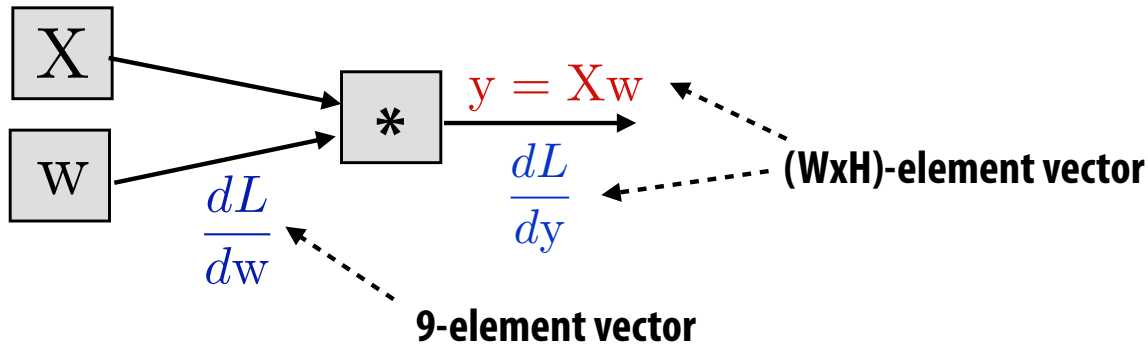 X
w
*
y = Xw
dL
dy
(WxH)-element vector
dL
dw
9-element vector